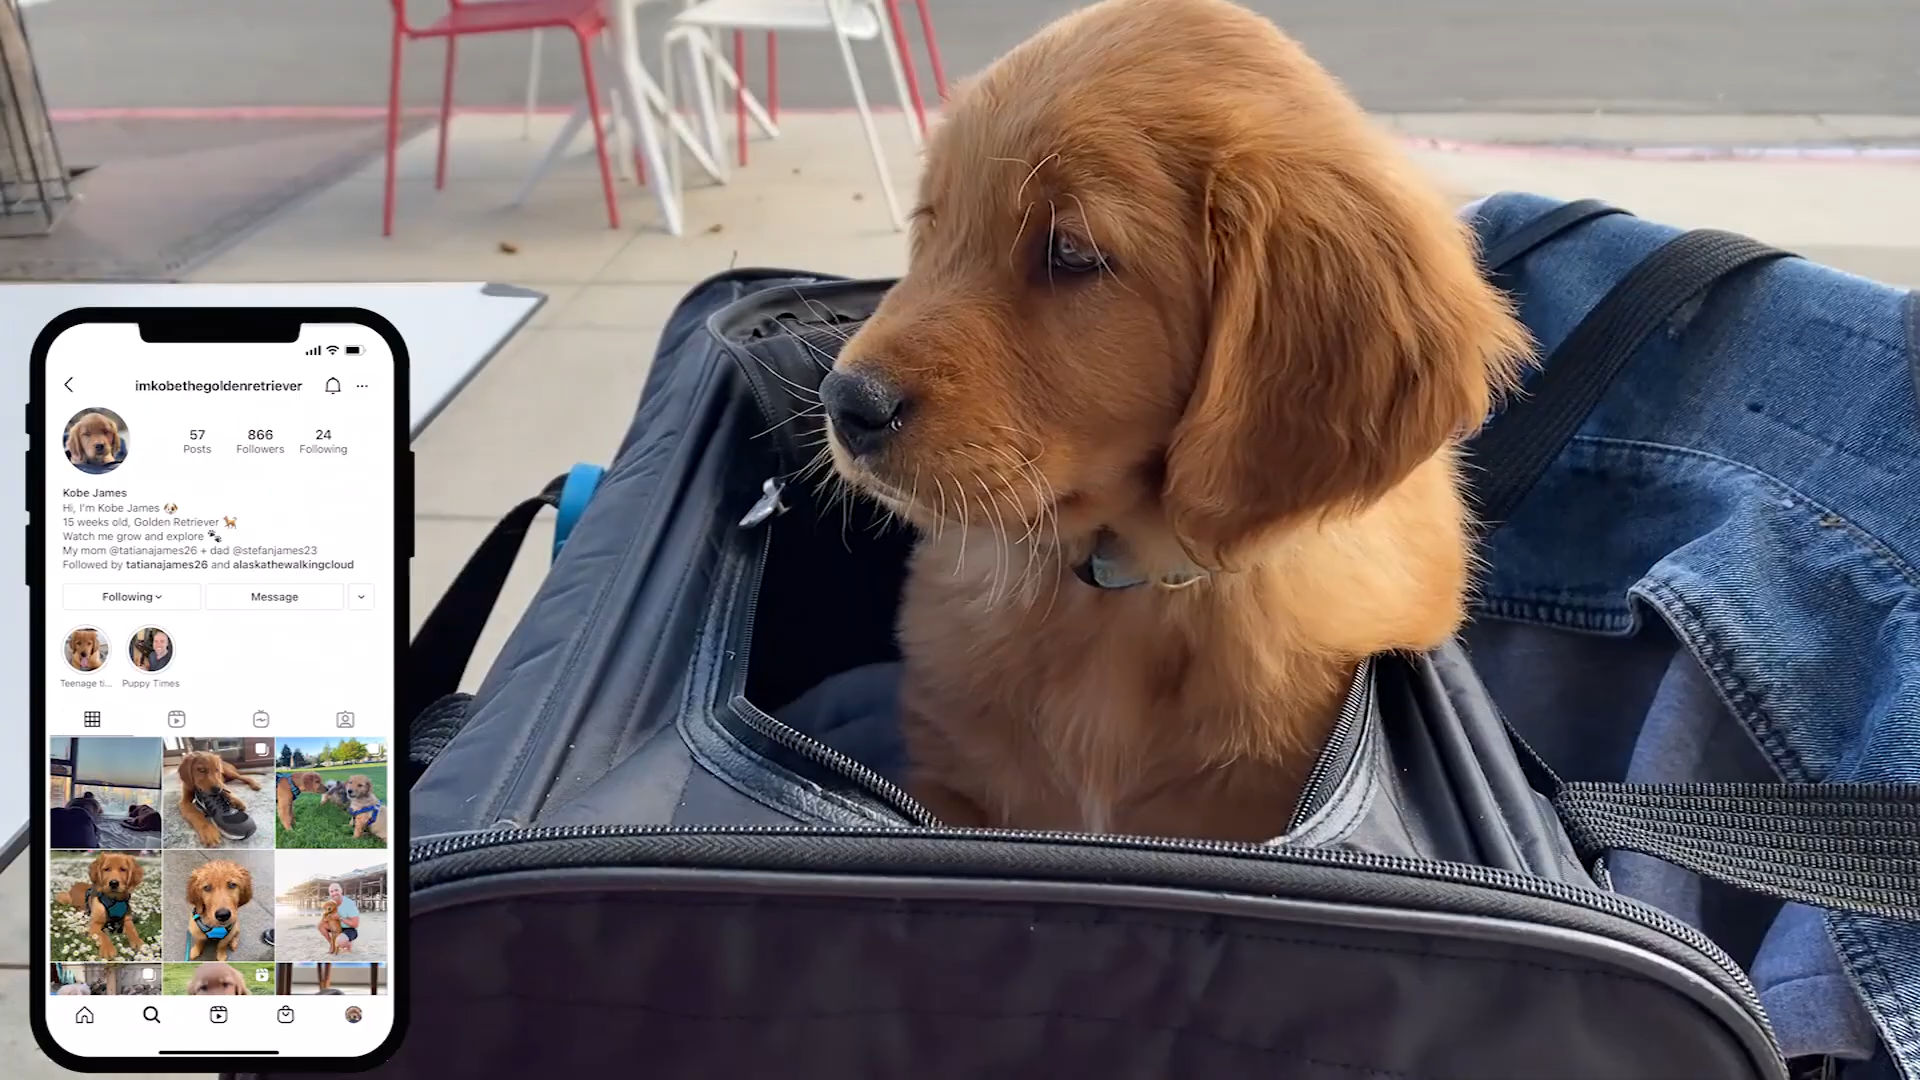 imkobethegoldenretriever
57 866 24
Posts Followers Following
Kobe James
Hi, I'm Kobe James 🐶
15 weeks old, Golden Retriever 🐕
Watch me grow and explore 🐾
My mom @tatianajames26 + dad @stefanjames23
Followed by tatianajames26 and alaskathewalkingcloud
Following Message
Teenage ti... Puppy Times